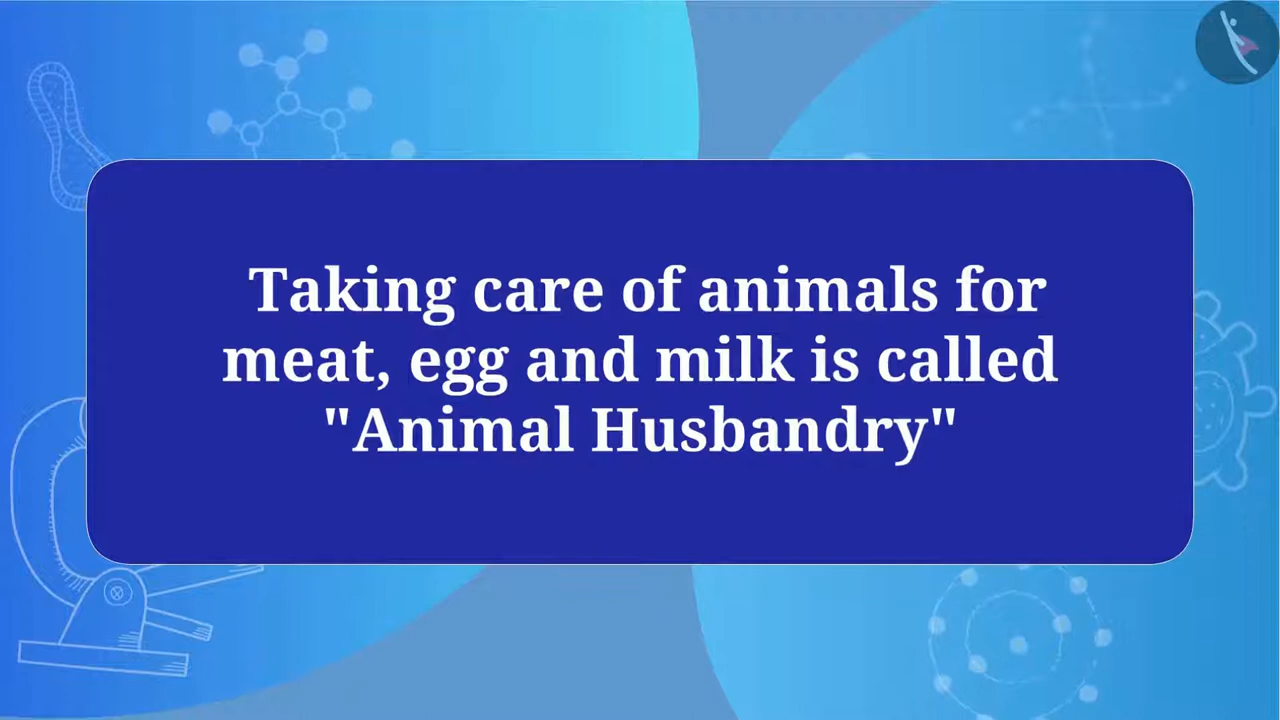 Taking care of animals for
meat, egg and milk is called
"Animal Husbandry"